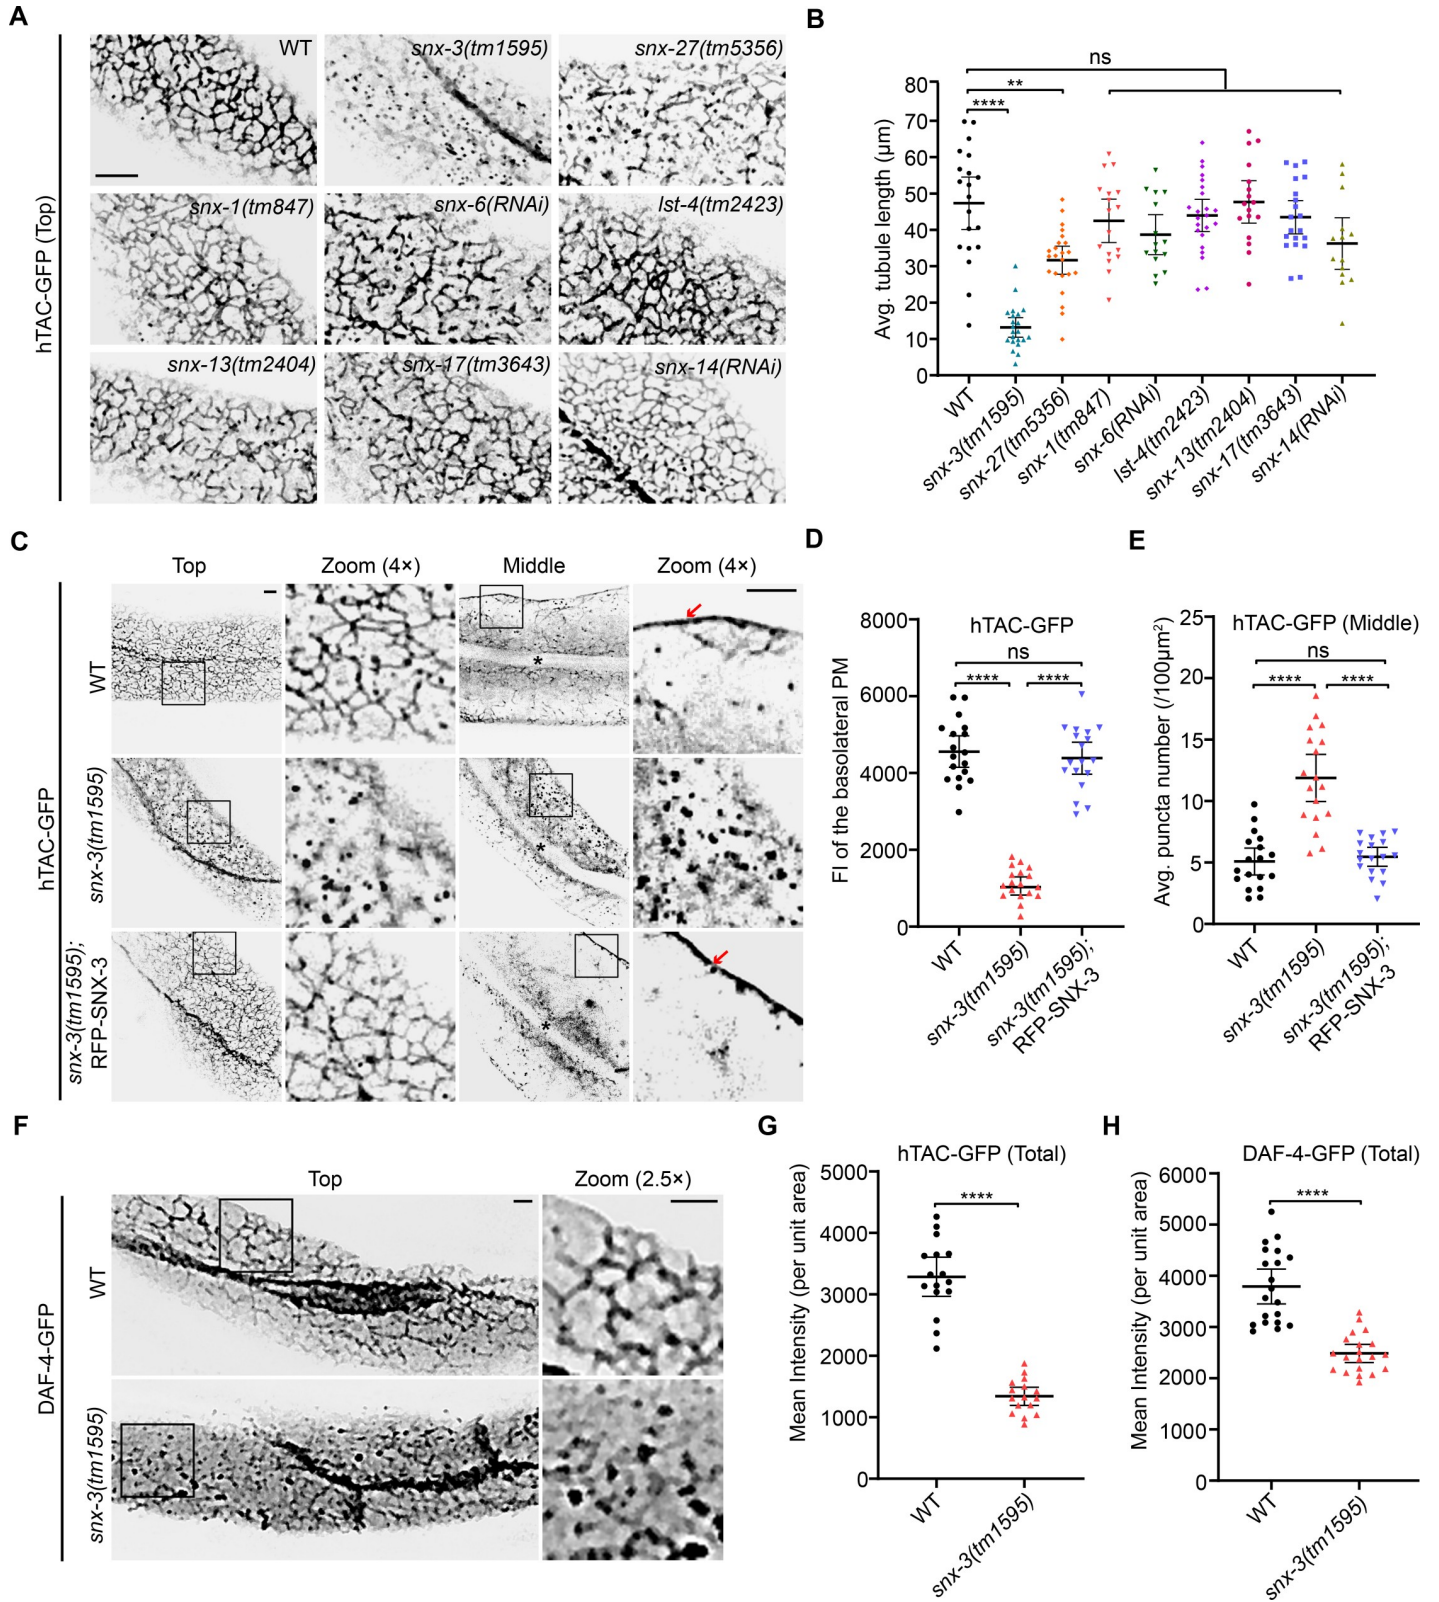 A
hTAC-GFP (Top)
WT
snx-3(tm1595)
snx-27(tm5356)
snx-1(tm847)
snx-6(RNAi)
lst-4(tm2423)
snx-13(tm2404)
snx-17(tm3643)
snx-14(RNAi)
B
ns
**
****
Avg. tubule length (μm)
80
70
60
50
40
30
20
10
0
WT
snx-3(tm1595)
snx-27(tm5356)
snx-1(tm847)
snx-6(RNAi)
lst-4(tm2423)
snx-13(tm2404)
snx-17(tm3643)
snx-14(RNAi)
C
Top
Zoom (4×)
Middle
Zoom (4×)
hTAC-GFP
WT
*
snx-3(tm1595)
*
snx-3(tm1595);
RFP-SNX-3
*
D
hTAC-GFP
ns
**** ****
FI of the basolateral PM
8000
6000
4000
2000
0
WT
snx-3(tm1595)
snx-3(tm1595);
RFP-SNX-3
E
hTAC-GFP (Middle)
ns
**** ****
Avg. puncta number (/100μm²)
25
20
15
10
5
0
WT
snx-3(tm1595)
snx-3(tm1595);
RFP-SNX-3
F
Top
Zoom (2.5×)
DAF-4-GFP
WT
snx-3(tm1595)
G
hTAC-GFP (Total)
****
Mean Intensity (per unit area)
5000
4000
3000
2000
1000
0
WT
snx-3(tm1595)
H
DAF-4-GFP (Total)
****
Mean Intensity (per unit area)
6000
5000
4000
3000
2000
1000
0
WT
snx-3(tm1595)